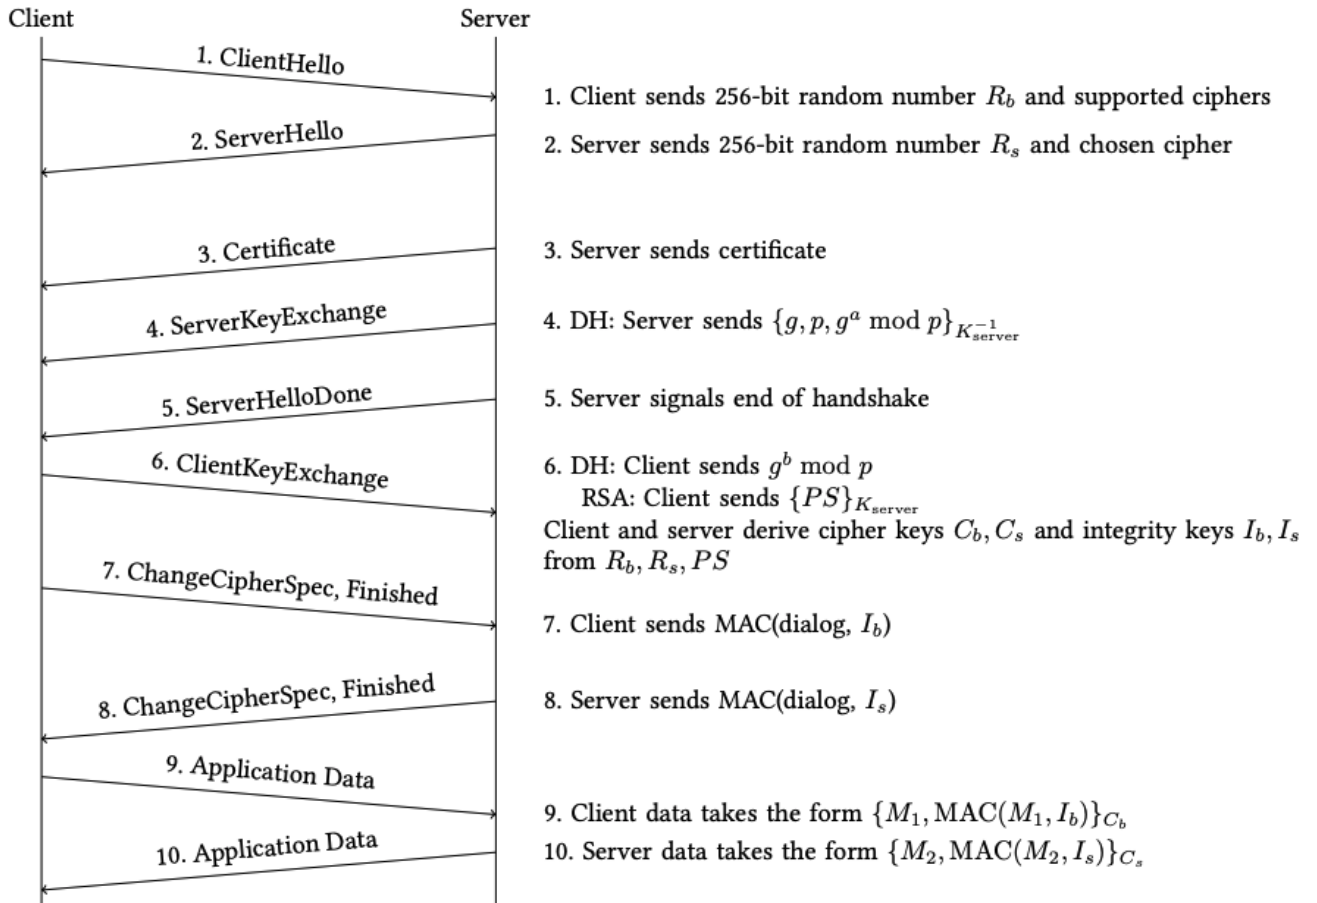 Client
Server
1. ClientHello
1. Client sends 256-bit random number R_b and supported ciphers
2. ServerHello
2. Server sends 256-bit random number R_s and chosen cipher
3. Certificate
3. Server sends certificate
4. ServerKeyExchange
4. DH: Server sends {g, p, g^a mod p}_{K_{server}^{-1}}
5. ServerHelloDone
5. Server signals end of handshake
6. ClientKeyExchange
6. DH: Client sends g^b mod p
RSA: Client sends {PS}_{K_{server}}
Client and server derive cipher keys C_b, C_s and integrity keys I_b, I_s
from R_b, R_s, PS
7. ChangeCipherSpec, Finished
7. Client sends MAC(dialog, I_b)
8. ChangeCipherSpec, Finished
8. Server sends MAC(dialog, I_s)
9. Application Data
9. Client data takes the form {M_1, MAC(M_1, I_b)}_{C_b}
10. Application Data
10. Server data takes the form {M_2, MAC(M_2, I_s)}_{C_s}